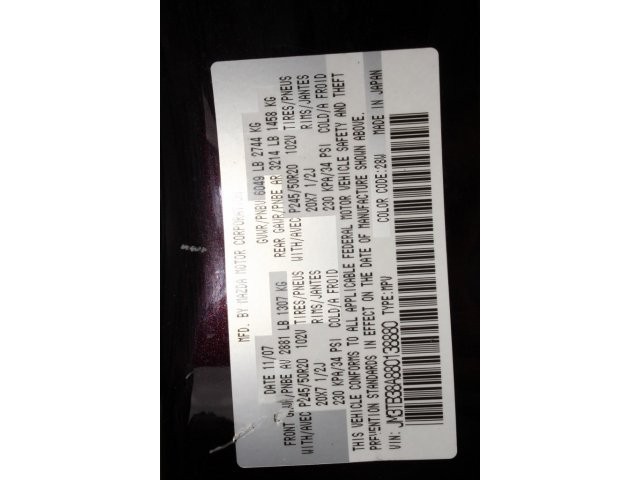 MFD. BY MAZDA MOTOR CORPORATION
DATE 11/07 GVWR/PNBV 6049 LB 2744 KG
FRONT GAWR/PNBE AV 2881 LB 1307 KG REAR GAWR/PNBE AR 3214 LB 1458 KG
WITH/AVEC P245/50R20 102V TIRES/PNEUS WITH/AVEC P245/50R20 102V TIRES/PNEUS
20X7 1/2J RIMS/JANTES 20X7 1/2J RIMS/JANTES
230 KPA/34 PSI COLD/A FROID 230 KPA/34 PSI COLD/A FROID
THIS VEHICLE CONFORMS TO ALL APPLICABLE FEDERAL MOTOR VEHICLE SAFETY AND THEFT
PREVENTION STANDARDS IN EFFECT ON THE DATE OF MANUFACTURE SHOWN ABOVE.
VIN: JM3TB38A880138880 TYPE:MPV COLOR CODE:28W MADE IN JAPAN